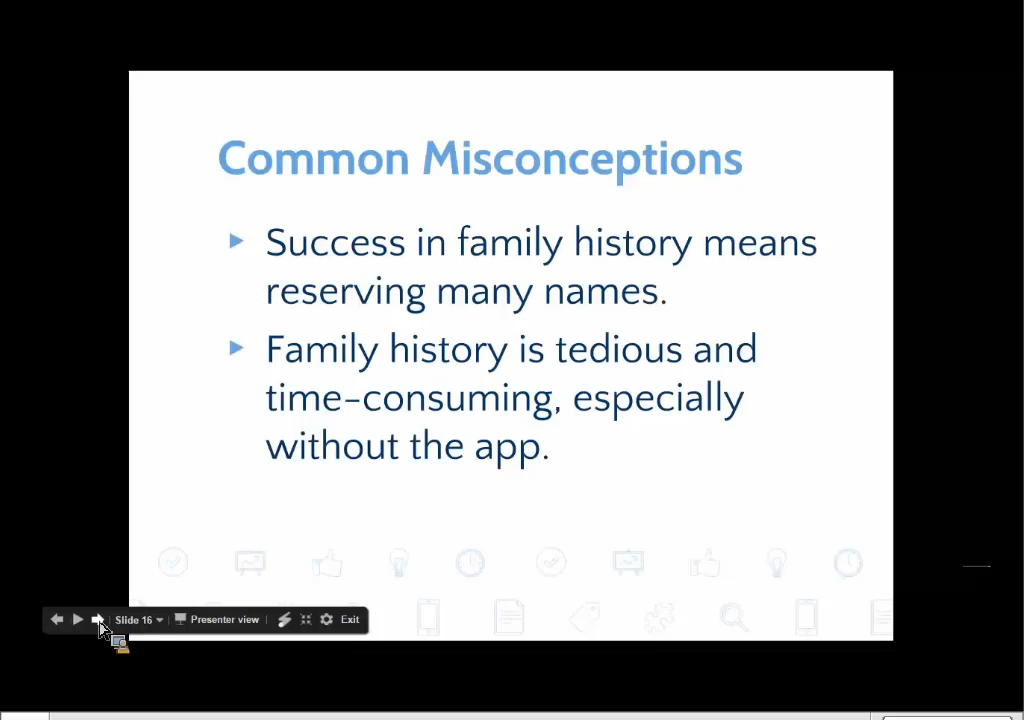 Common Misconceptions
► Success in family history means
reserving many names.
► Family history is tedious and
time-consuming, especially
without the app.
Slide 16 Presenter view Exit